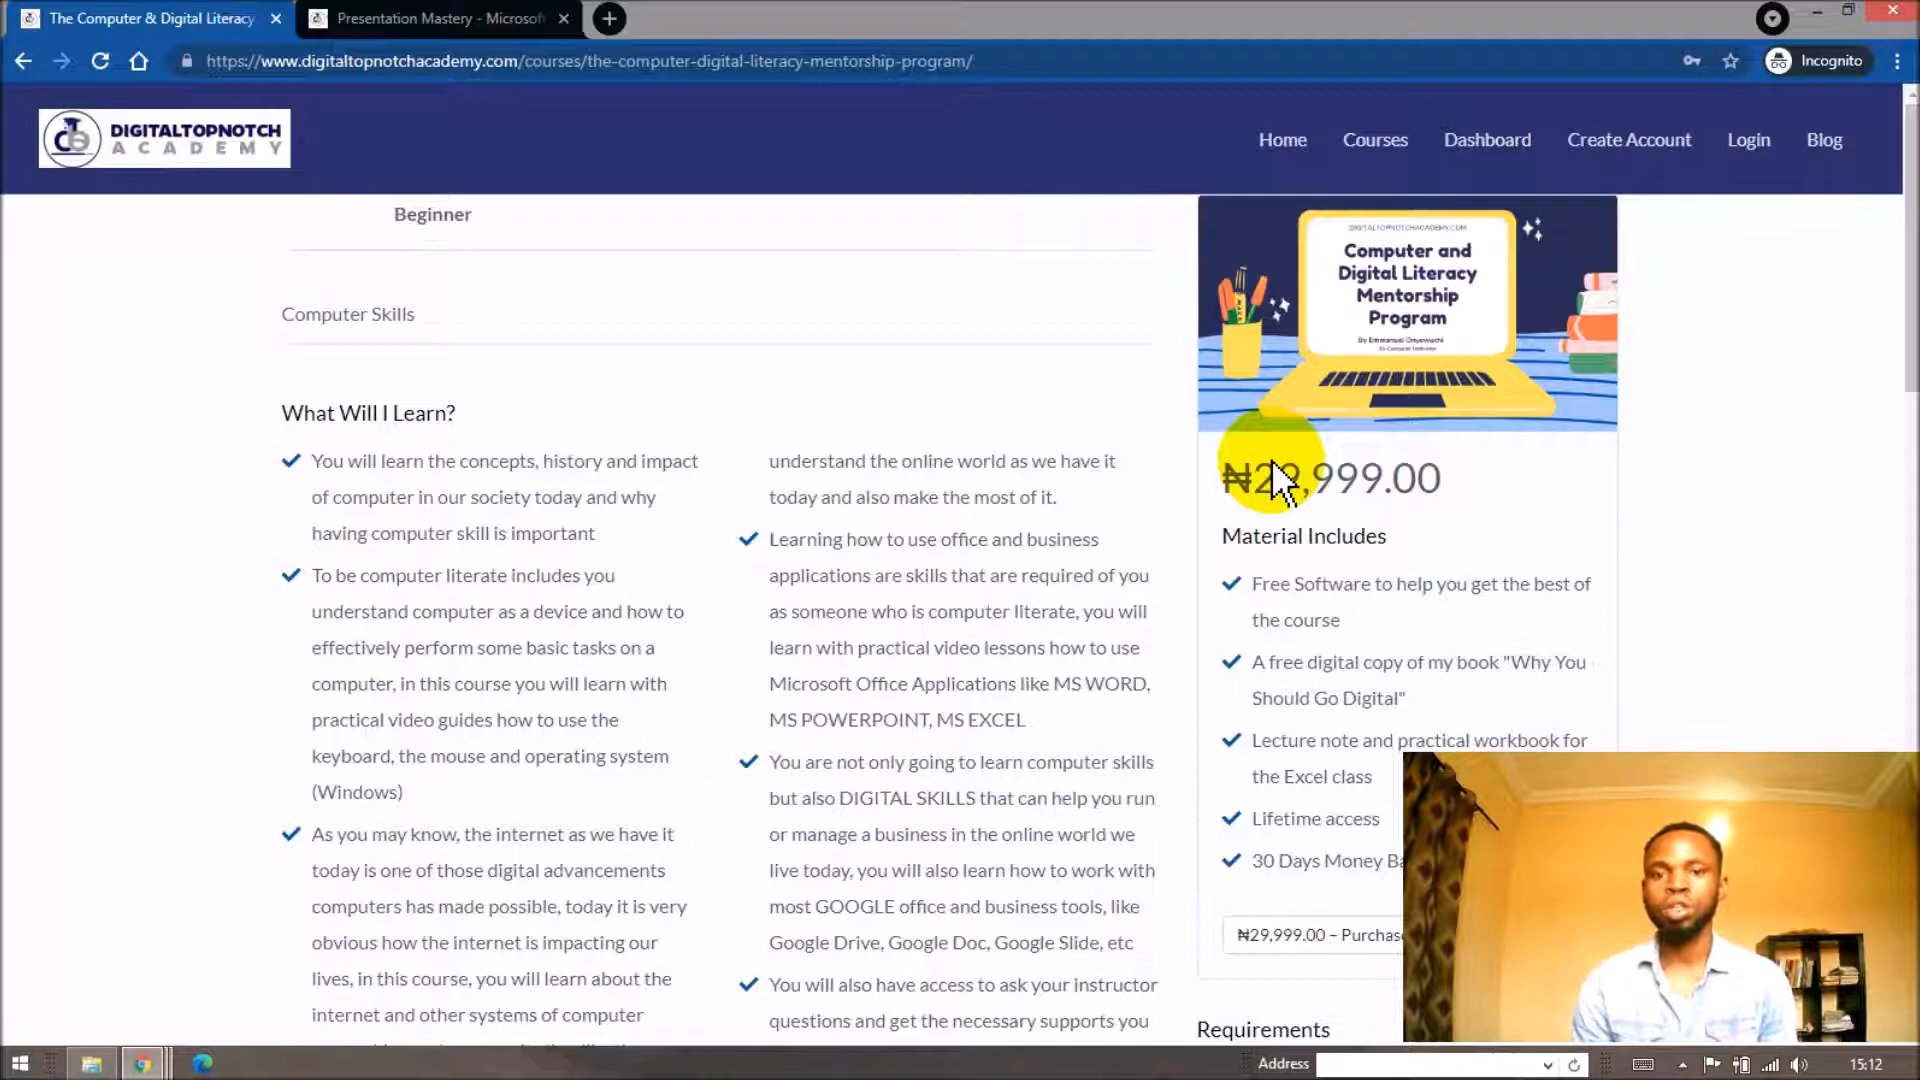 The Computer & Digital Literacy
Presentation Mastery - Microsoft
https://www.digitaltopnotchacademy.com/courses/the-computer-digital-literacy-mentorship-program/
Incognito
DIGITALTOPNOTCH
ACADEMY
Home
Courses
Dashboard
Create Account
Login
Blog
Beginner
Computer Skills
What Will I Learn?
You will learn the concepts, history and impact
of computer in our society today and why
having computer skill is important
To be computer literate includes you
understand computer as a device and how to
effectively perform some basic tasks on a
computer, in this course you will learn with
practical video guides how to use the
keyboard, the mouse and operating system
(Windows)
As you may know, the internet as we have it
today is one of those digital advancements
computers has made possible, today it is very
obvious how the internet is impacting our
lives, in this course, you will learn about the
internet and other systems of computer
understand the online world as we have it
today and also make the most of it.
Learning how to use office and business
applications are skills that are required of you
as someone who is computer literate, you will
learn with practical video lessons how to use
Microsoft Office Applications like MS WORD,
MS POWERPOINT, MS EXCEL
You are not only going to learn computer skills
but also DIGITAL SKILLS that can help you run
or manage a business in the online world we
live today, you will also learn how to work with
most GOOGLE office and business tools, like
Google Drive, Google Doc, Google Slide, etc
You will also have access to ask your instructor
questions and get the necessary supports you
DIGITALTOPNOTCHACADEMY.COM
Computer and
Digital Literacy
Mentorship
Program
By Emmanuel Onyewuchi
₦29,999.00
Material Includes
Free Software to help you get the best of
the course
A free digital copy of my book "Why You
Should Go Digital"
Lecture note and practical workbook for
the Excel class
Lifetime access
30 Days Money Ba
₦29,999.00 – Purchas
Requirements
Address
15:12